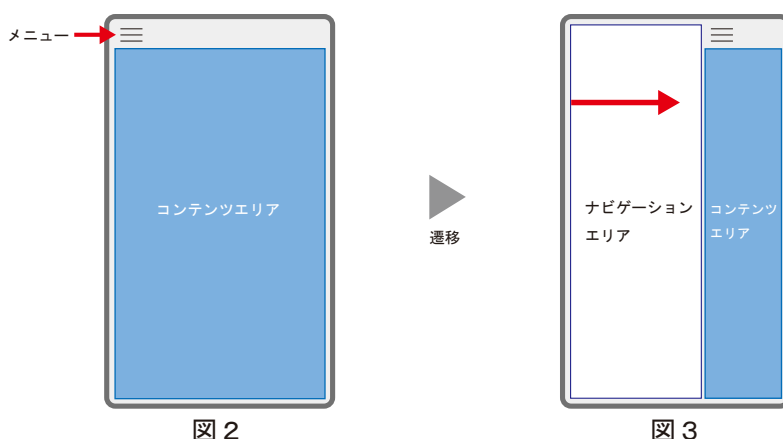 メニュー
コンテンツエリア
図 2
遷移
ナビゲーション
エリア
コンテンツ
エリア
図 3